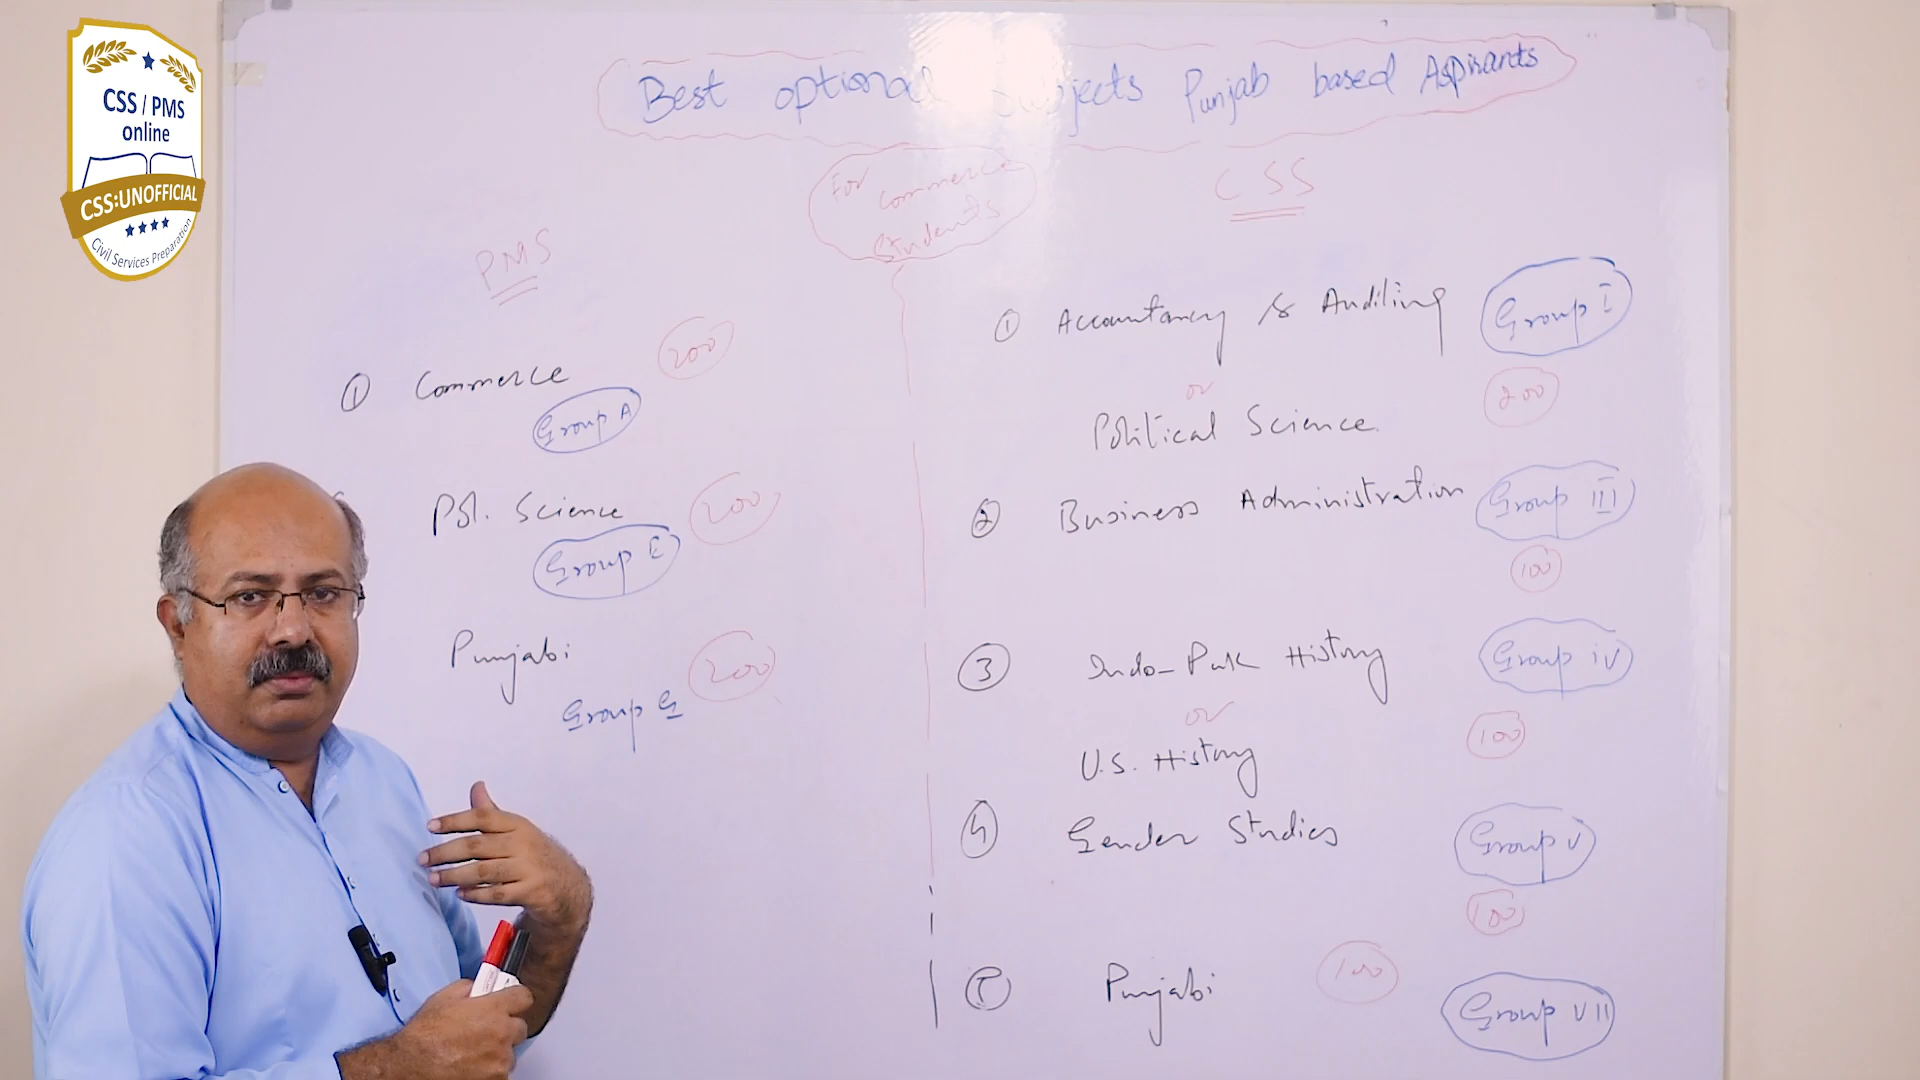 CSS / PMS
online
CSS:UNOFFICIAL
Civil Services Preparation
Best optional Subjects Punjab based Aspirants
For
commerce
Students
PMS
① Commerce 200
Group A
Pol. Science 200
Group E
Punjabi 200
Group G
CSS
① Accountancy & Auditing Group I
or 200
Political Science.
② Business Administration Group III
100
③ Indo-Pak History Group iv
or 100
U.S. History
④ Gender Studies Group v
100
⑤ Punjabi 100
Group VII